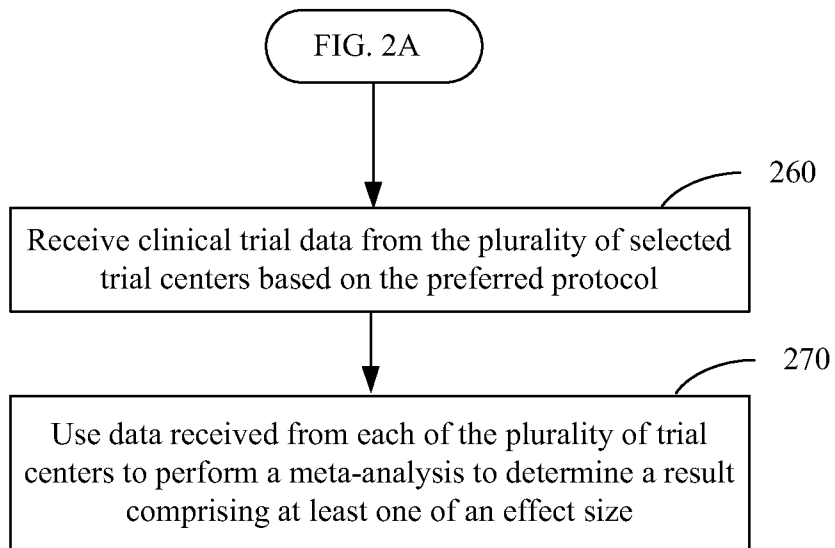 FIG. 2A
260
Receive clinical trial data from the plurality of selected
trial centers based on the preferred protocol
270
Use data received from each of the plurality of trial
centers to perform a meta-analysis to determine a result
comprising at least one of an effect size